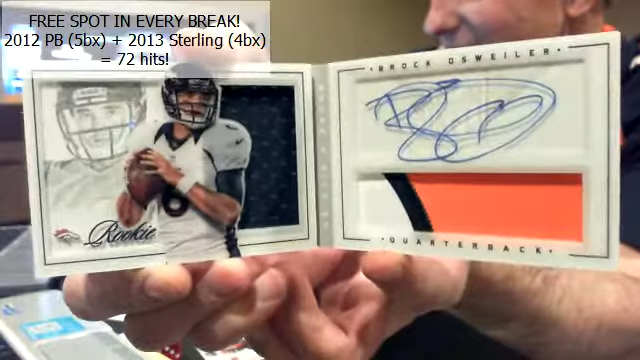 FREE SPOT IN EVERY BREAK!
2012 PB (5bx) + 2013 Sterling (4bx)
= 72 hits!
• BROCK OSWEILER •
Rookie
• QUARTERBACK •